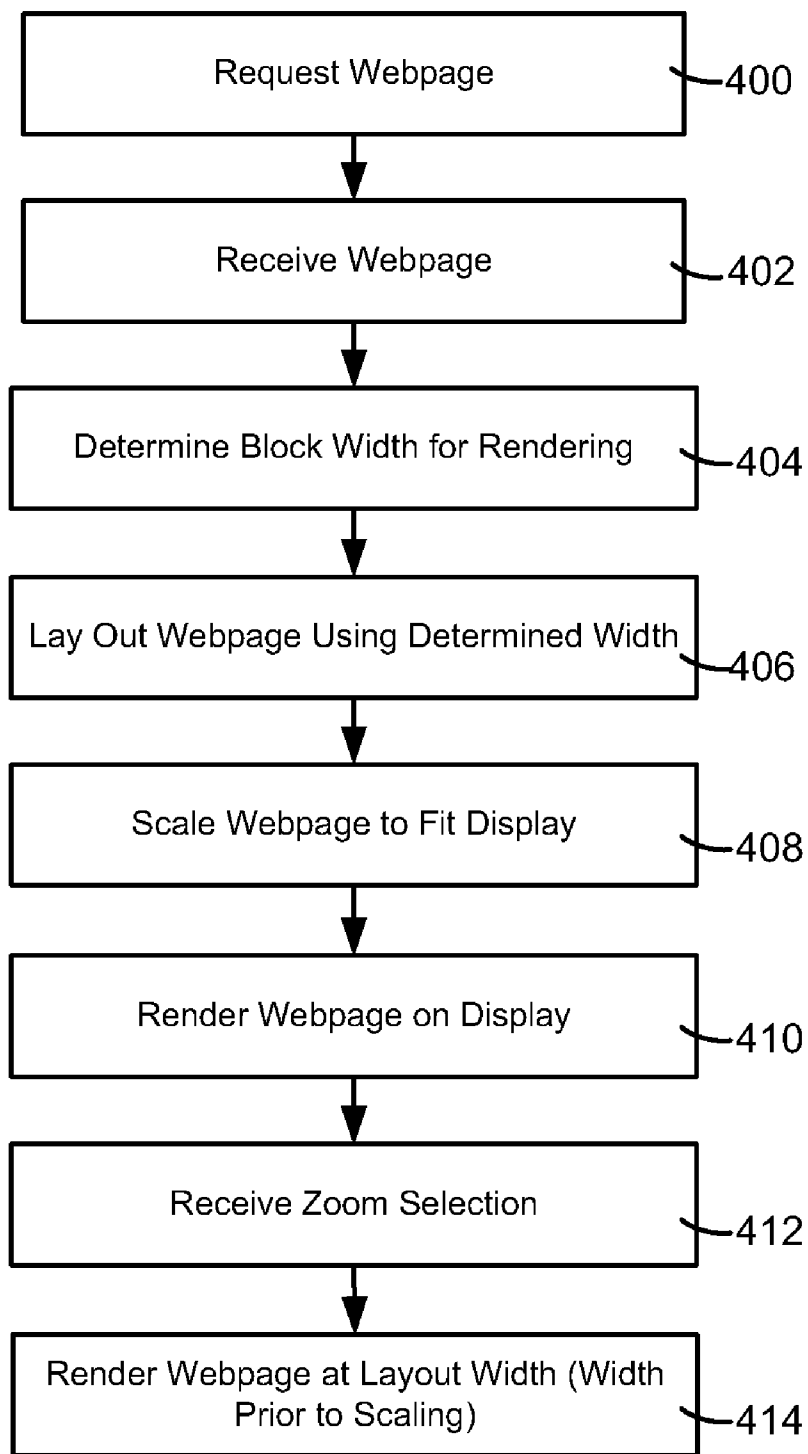 Request Webpage
400
Receive Webpage
402
Determine Block Width for Rendering
404
Lay Out Webpage Using Determined Width
406
Scale Webpage to Fit Display
408
Render Webpage on Display
410
Receive Zoom Selection
412
Render Webpage at Layout Width (Width
Prior to Scaling)
414